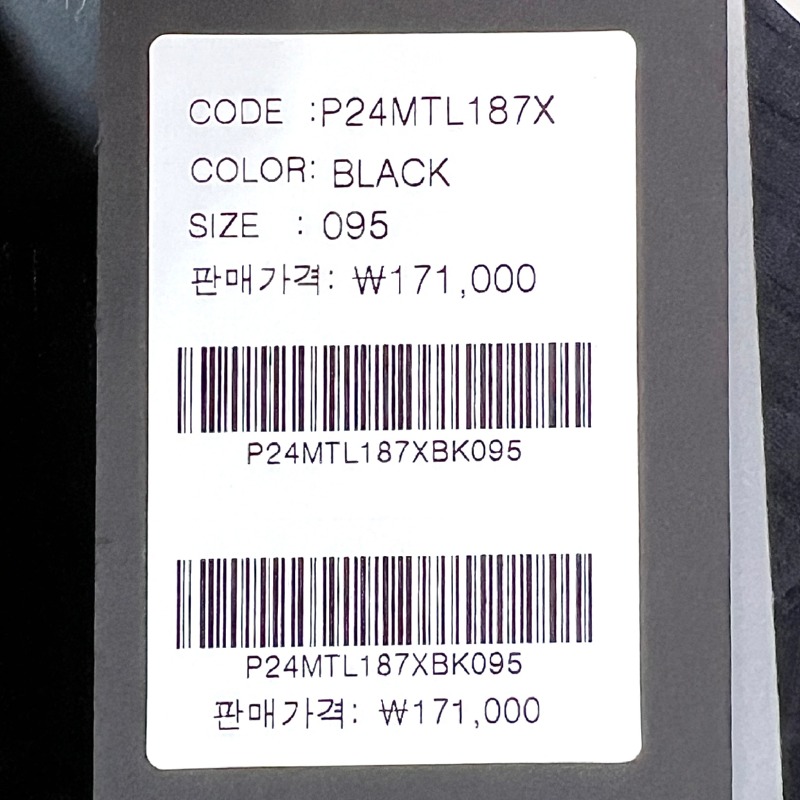 CODE :P24MTL187X
COLOR: BLACK
SIZE : 095
판매가격: ₩171,000
P24MTL187XBK095
P24MTL187XBK095
판매가격: ₩171,000